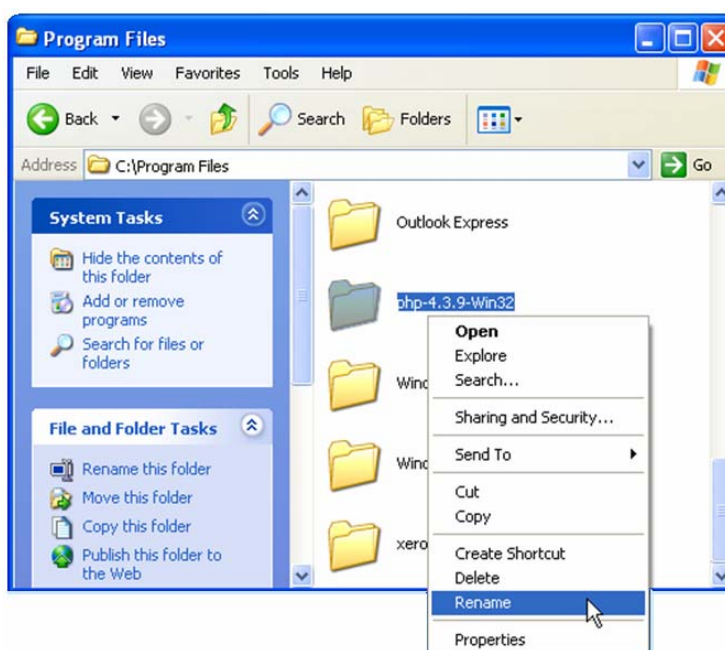 Program Files
File Edit View Favorites Tools Help
Back Search Folders
Address C:\Program Files Go
System Tasks
Hide the contents of
this folder
Add or remove
programs
Search for files or
folders
File and Folder Tasks
Rename this folder
Move this folder
Copy this folder
Publish this folder to
the Web
Outlook Express
php-4.3.9-Win32
Wind
Wind
xero
Open
Explore
Search...
Sharing and Security...
Send To
Cut
Copy
Create Shortcut
Delete
Rename
Properties